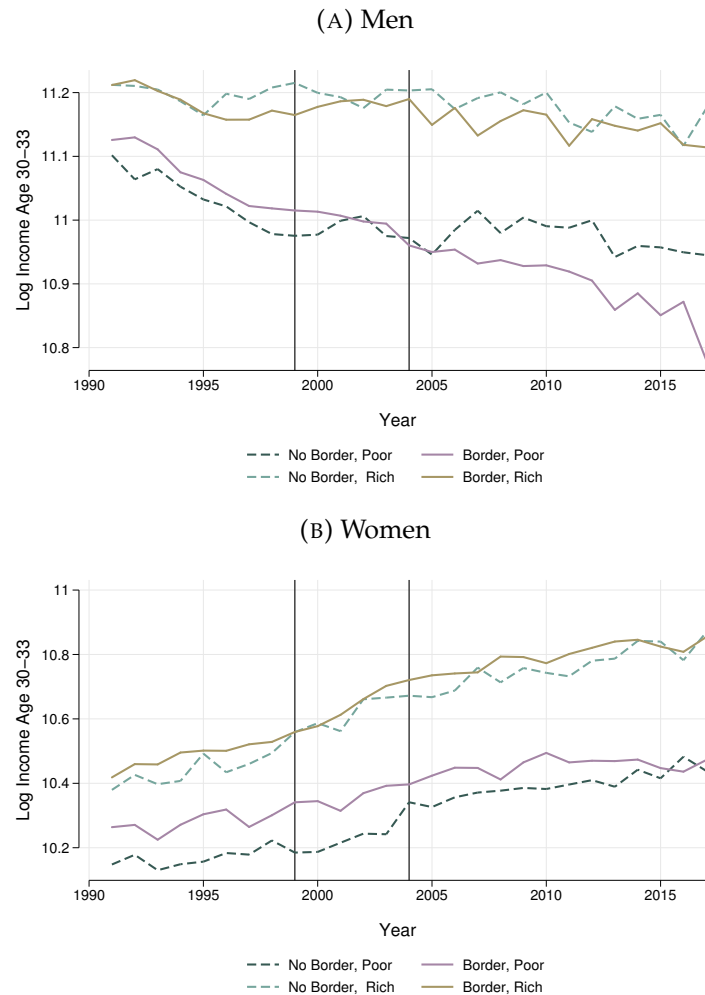 (A) Men
Log Income Age 30–33
11.2
11.1
11
10.9
10.8
1990 1995 2000 2005 2010 2015
Year
No Border, Poor Border, Poor
No Border, Rich Border, Rich
(B) Women
Log Income Age 30–33
11
10.8
10.6
10.4
10.2
1990 1995 2000 2005 2010 2015
Year
No Border, Poor Border, Poor
No Border, Rich Border, Rich